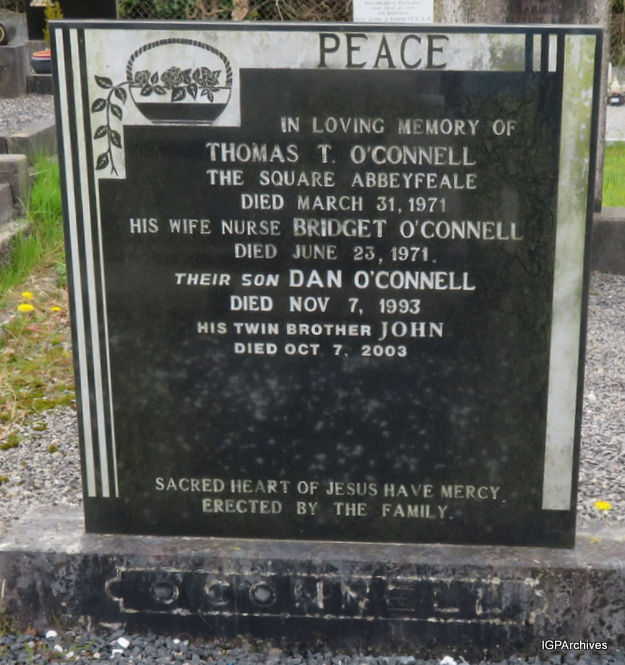 PEACE
IN LOVING MEMORY OF
THOMAS T. O'CONNELL
THE SQUARE ABBEYFEALE
DIED MARCH 31, 1971
HIS WIFE NURSE BRIDGET O'CONNELL
DIED JUNE 23, 1971.
THEIR SON DAN O'CONNELL
DIED NOV 7, 1993
HIS TWIN BROTHER JOHN
DIED OCT 7. 2003
SACRED HEART OF JESUS HAVE MERCY
ERECTED BY THE FAMILY.
O'CONNELL
IGPArchives